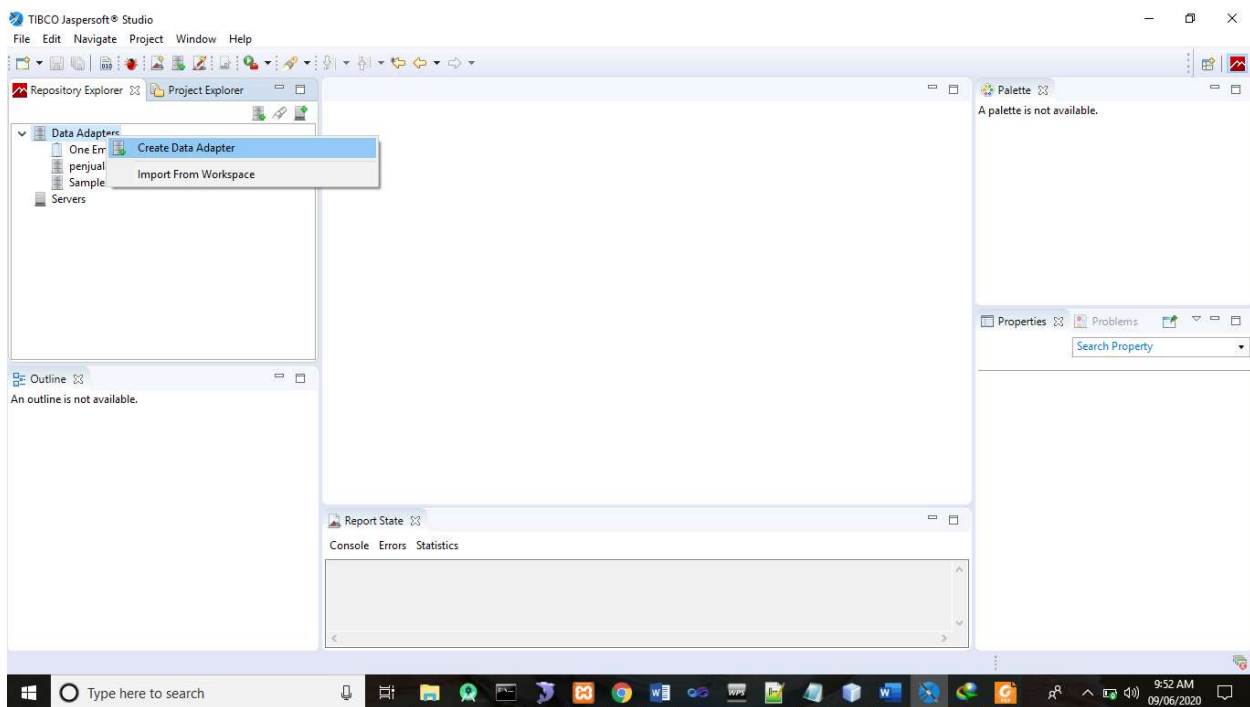 TIBCO Jaspersoft® Studio
File Edit Navigate Project Window Help
Repository Explorer Project Explorer
Data Adapters
One Em
penjual
Sample
Servers
Create Data Adapter
Import From Workspace
Outline
An outline is not available.
Report State
Console Errors Statistics
Palette
A palette is not available.
Properties Problems
Search Property
Type here to search
9:52 AM
09/06/2020